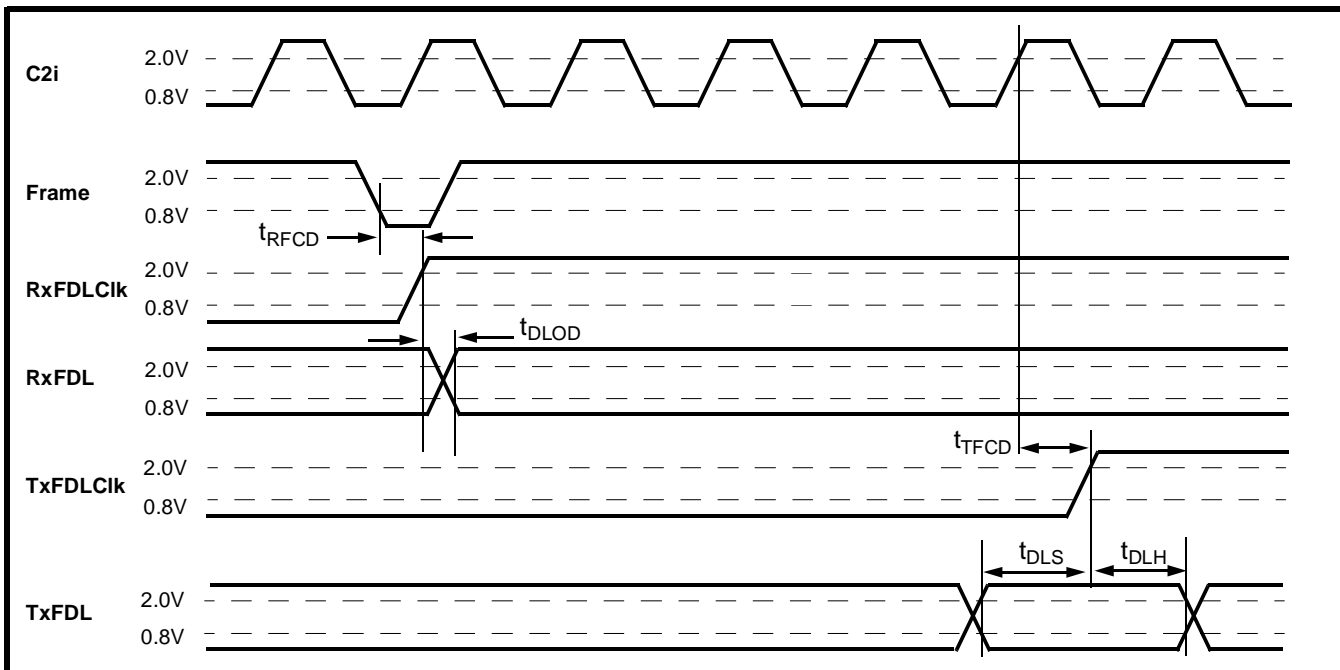 C2i
2.0V
0.8V
Frame
2.0V
0.8V
tRFCD
RxFDLClk
2.0V
0.8V
tDLOD
RxFDL
2.0V
0.8V
tTFCD
TxFDLClk
2.0V
0.8V
tDLS
tDLH
TxFDL
2.0V
0.8V